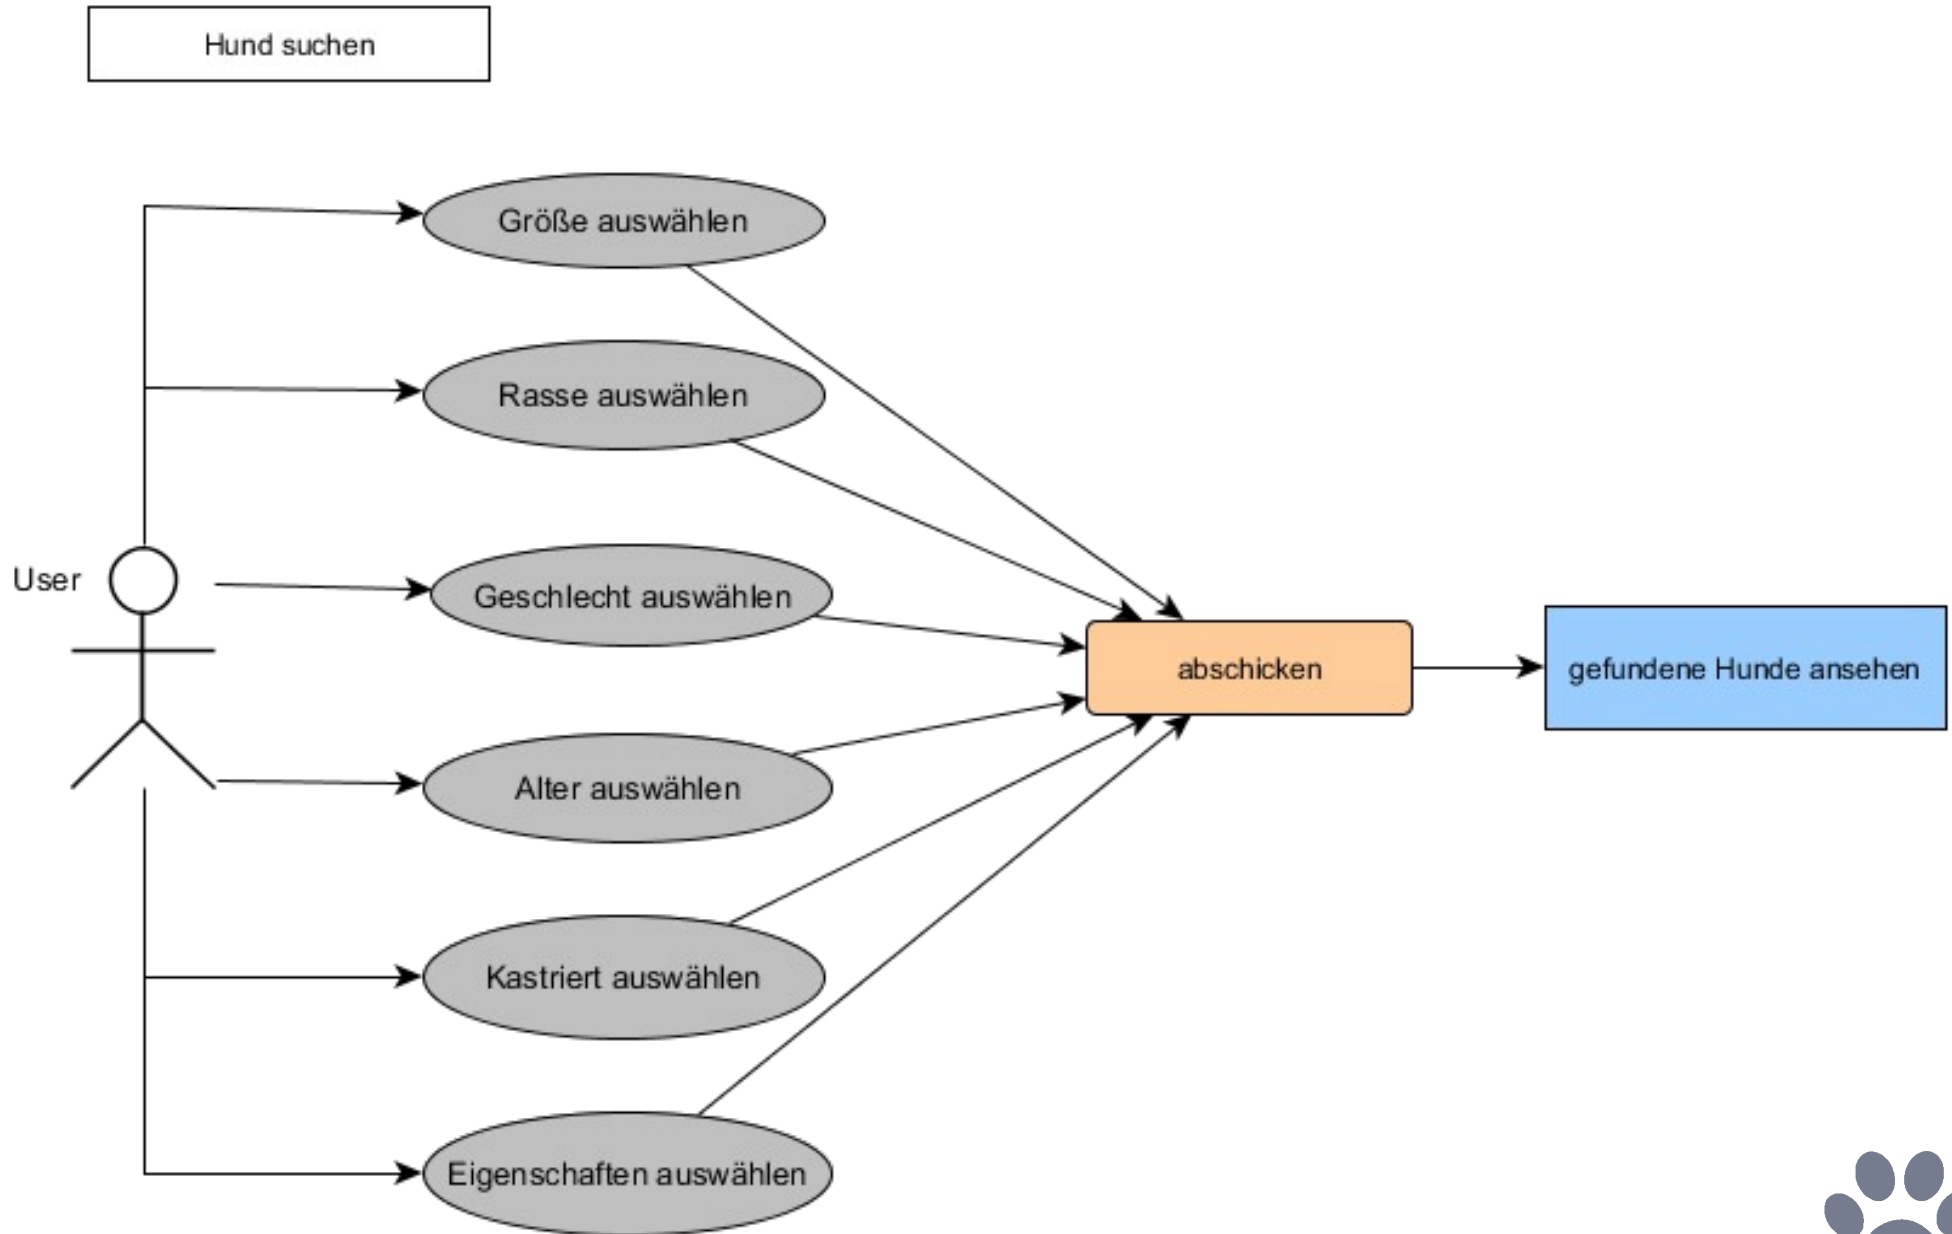 Hund suchen
Größe auswählen
Rasse auswählen
User
Geschlecht auswählen
abschicken
gefundene Hunde ansehen
Alter auswählen
Kastriert auswählen
Eigenschaften auswählen